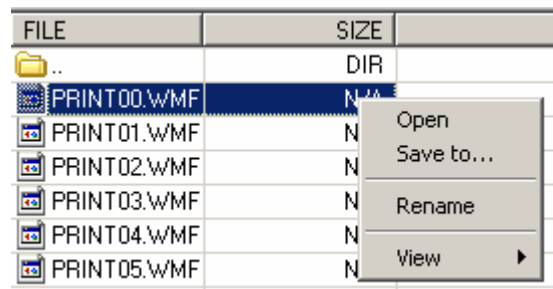 FILE SIZE
.. DIR
PRINT00.WMF N/A
PRINT01.WMF N
PRINT02.WMF N
PRINT03.WMF N
PRINT04.WMF N
PRINT05.WMF N
Open
Save to...
Rename
View